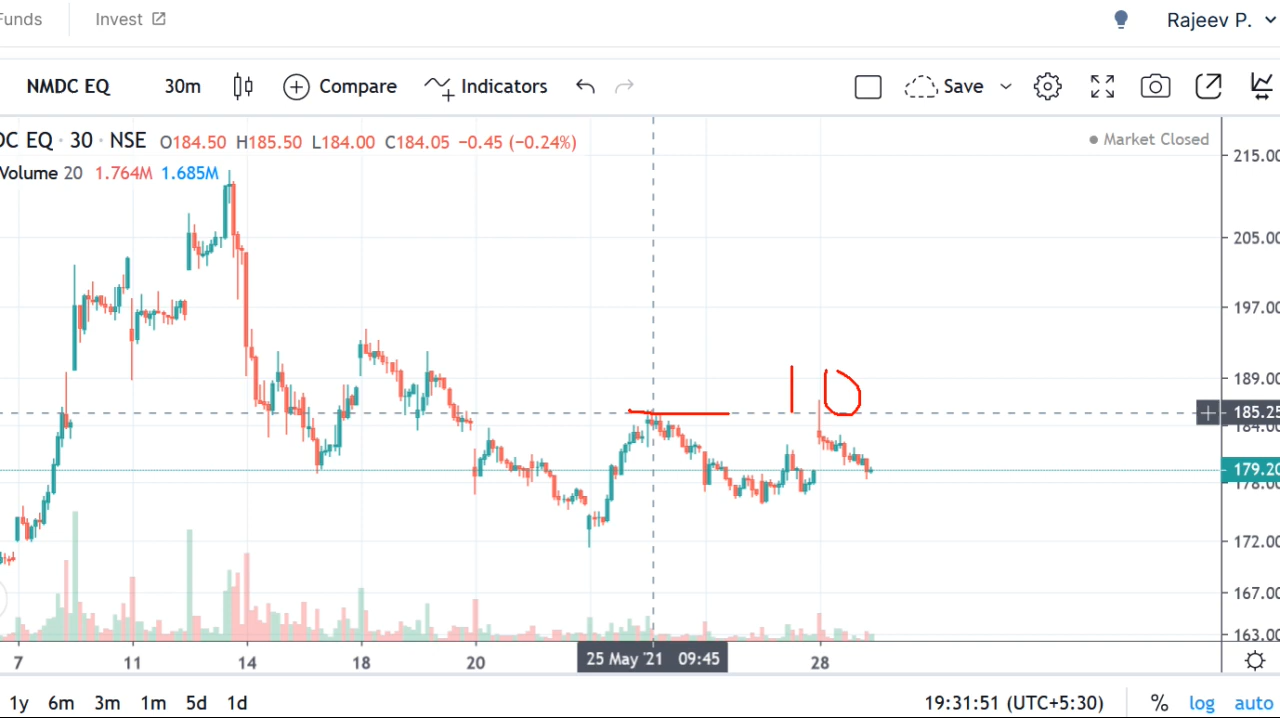 Funds Invest Rajeev P.
NMDC EQ 30m Compare Indicators Save
DC EQ · 30 · NSE O184.50 H185.50 L184.00 C184.05 −0.45 (−0.24%)
Market Closed
Volume 20 1.764M 1.685M
215.00
205.00
197.00
189.00
1D
185.25
184.00
179.20
178.00
172.00
167.00
163.00
7 11 14 18 20 25 May '21 09:45 28
1y 6m 3m 1m 5d 1d 19:31:51 (UTC+5:30) % log auto